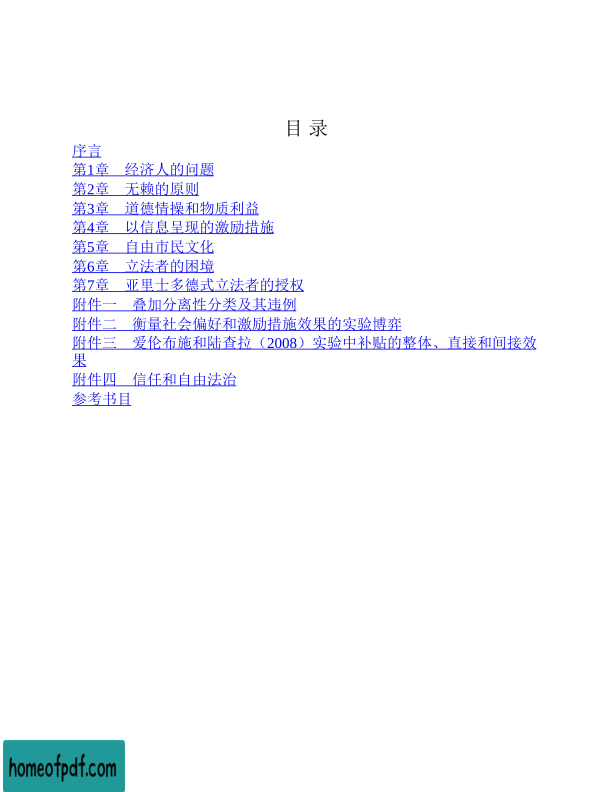 目 录
序言
第1章 经济人的问题
第2章 无赖的原则
第3章 道德情操和物质利益
第4章 以信息呈现的激励措施
第5章 自由市民文化
第6章 立法者的困境
第7章 亚里士多德式立法者的授权
附件一 叠加分离性分类及其违例
附件二 衡量社会偏好和激励措施效果的实验博弈
附件三 爱伦布施和陆查拉（2008）实验中补贴的整体、直接和间接效
果
附件四 信任和自由法治
参考书目
homeofpdf.com